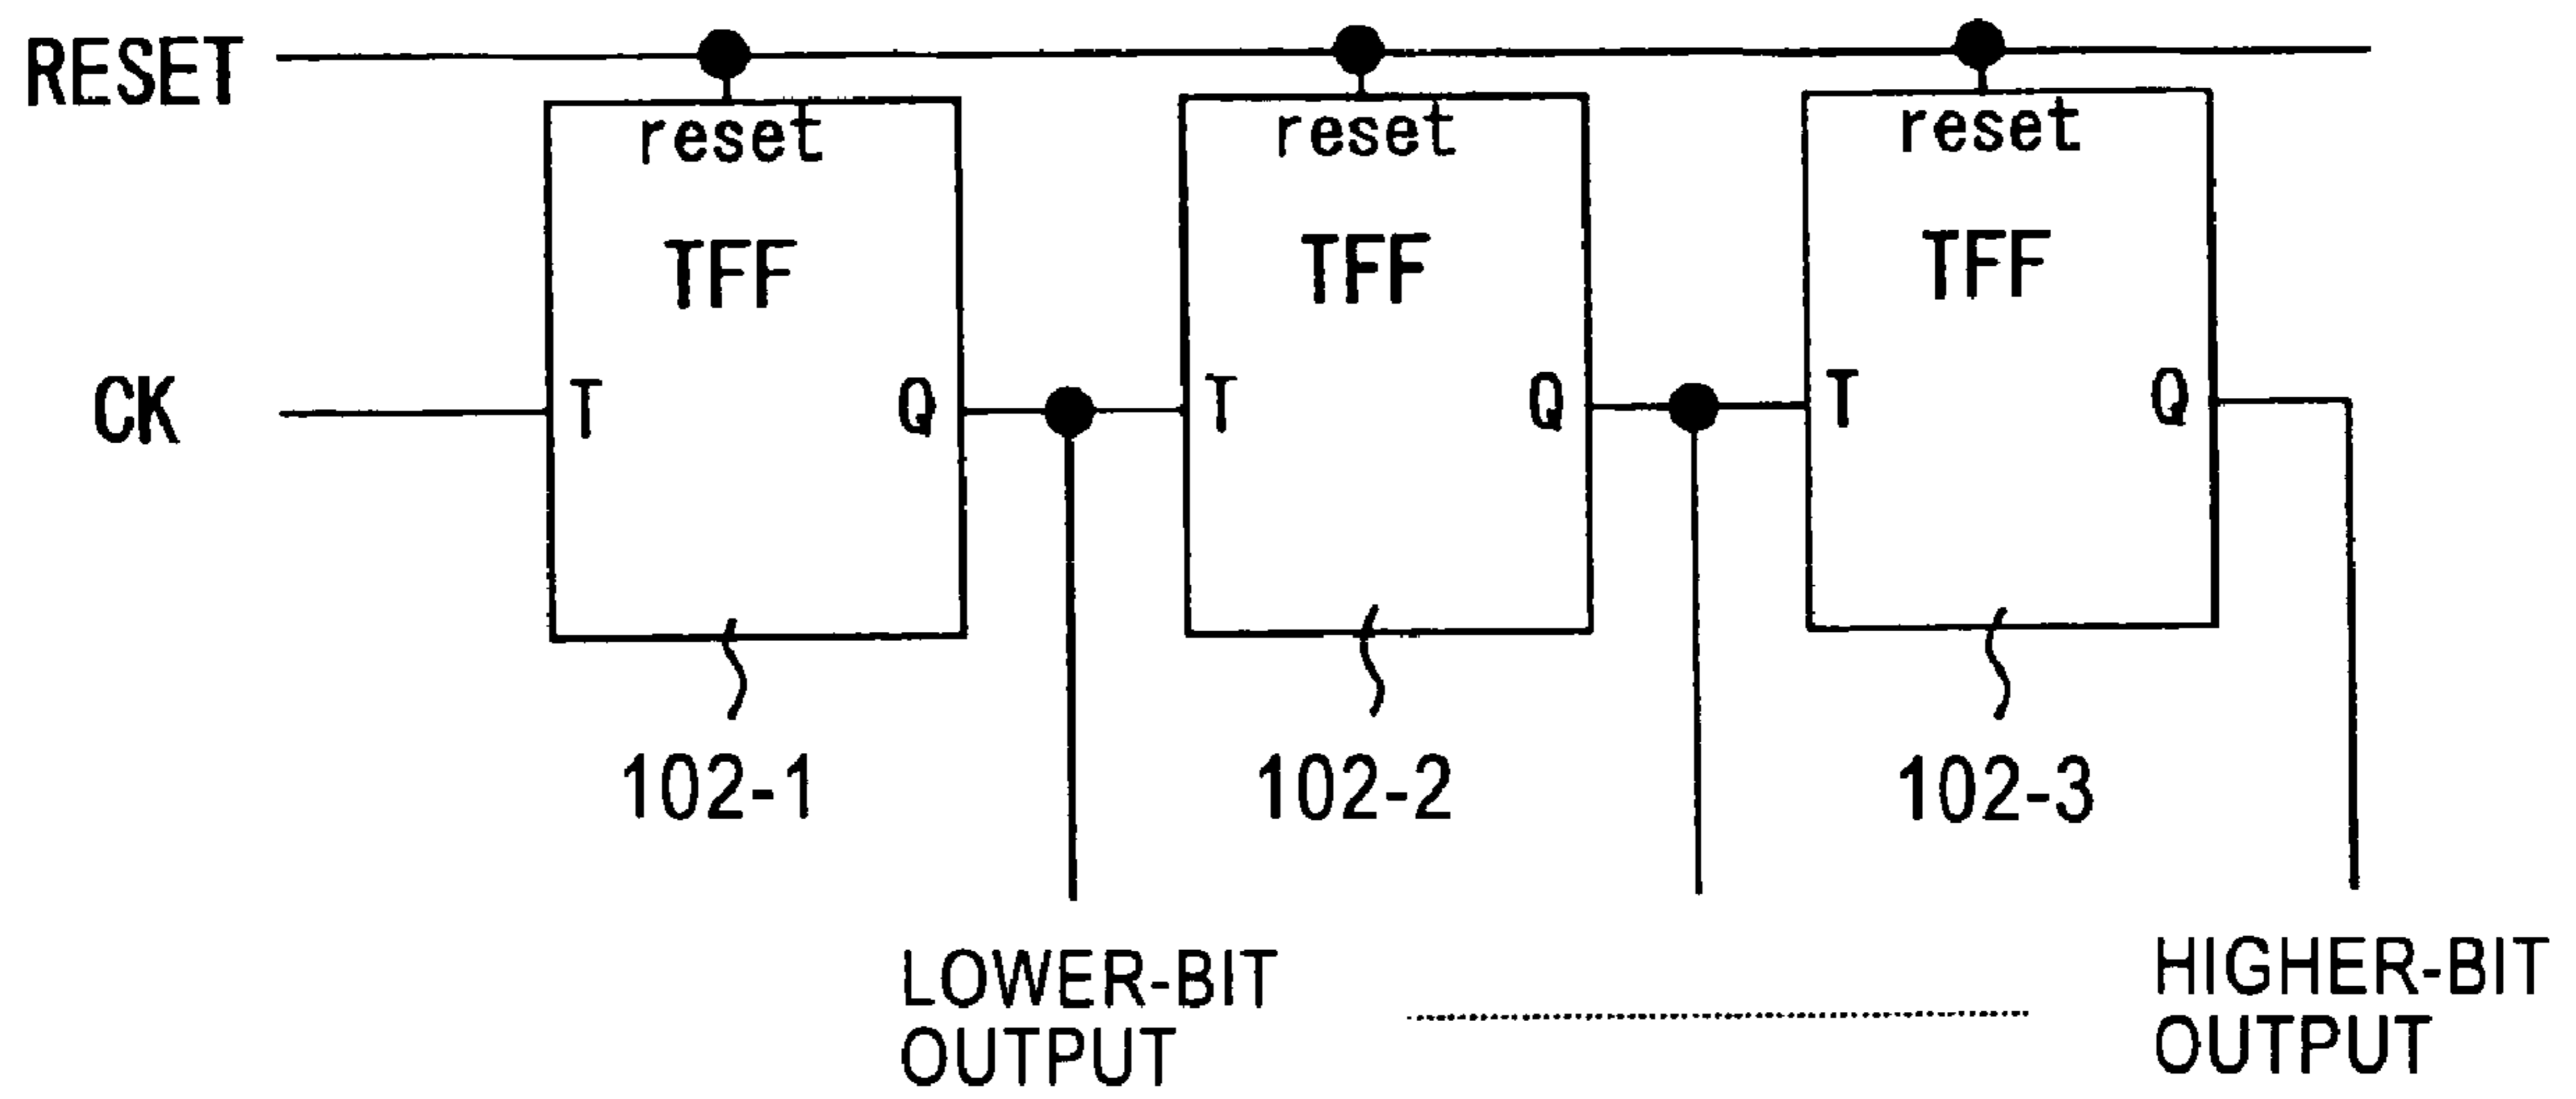 RESET
reset
reset
reset
TFF
TFF
TFF
CK
T
Q
T
Q
T
Q
102-1
102-2
102-3
LOWER-BIT
OUTPUT
HIGHER-BIT
OUTPUT